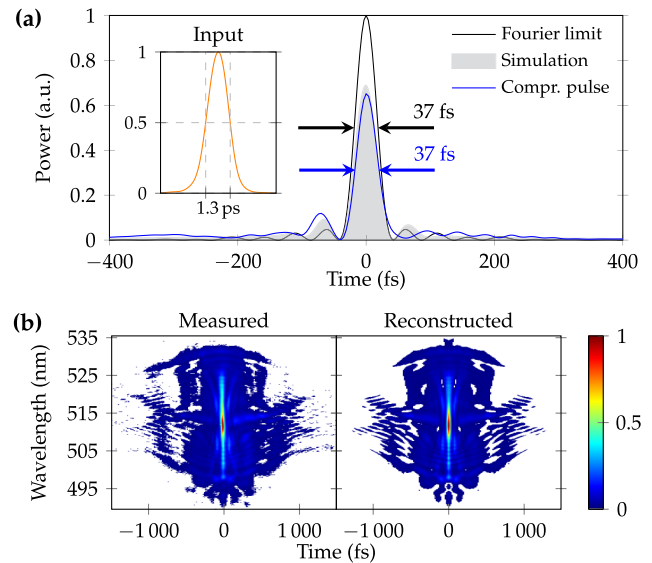 (a)
Input
1
0.5
0
1.3 ps
Power (a.u.)
1
0.8
0.6
0.4
0.2
0
Fourier limit
Simulation
Compr. pulse
37 fs
37 fs
−400
−200
0
200
400
Time (fs)
(b)
Measured
Reconstructed
Wavelength (nm)
535
525
515
505
490
1
0.5
0
−1 000
0
1 000
−1 000
0
1 000
Time (fs)